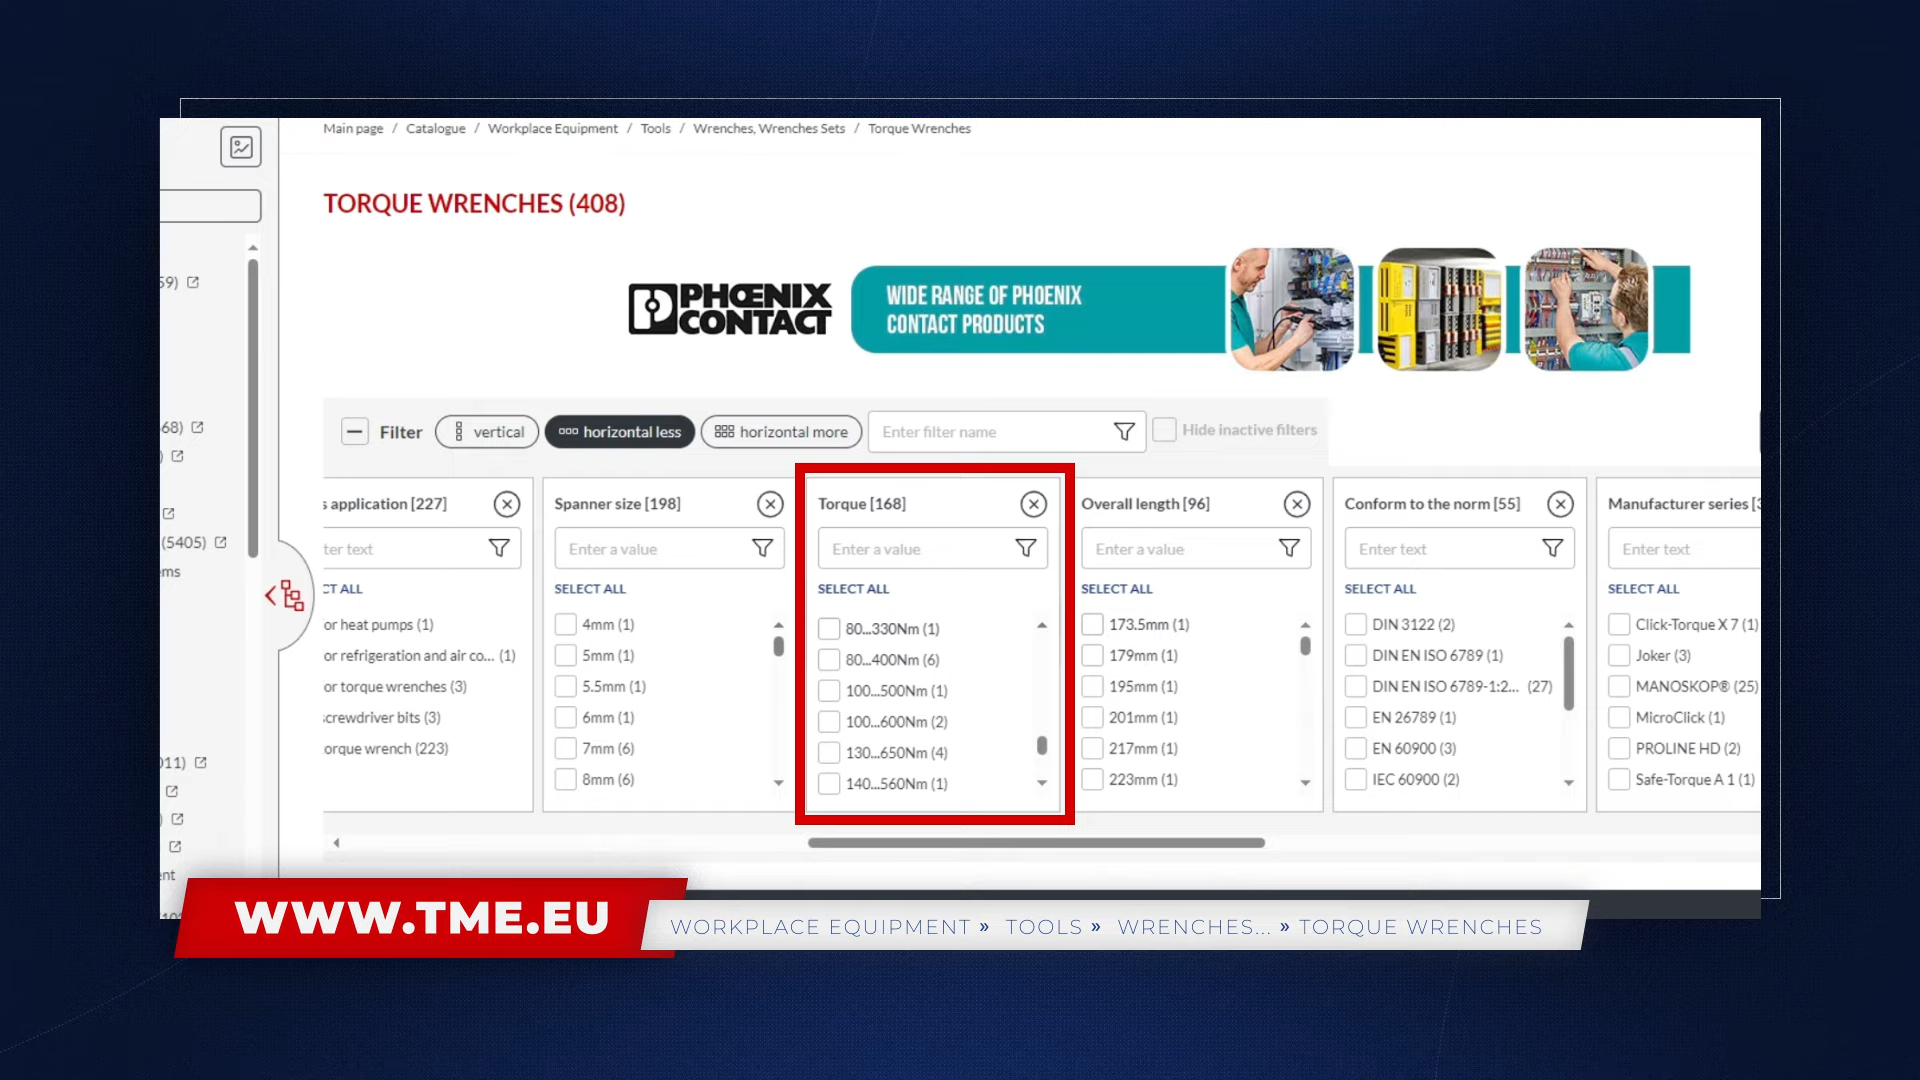 Main page / Catalogue / Workplace Equipment / Tools / Wrenches, Wrenches Sets / Torque Wrenches
TORQUE WRENCHES (408)
PHŒNIX
CONTACT
WIDE RANGE OF PHOENIX
CONTACT PRODUCTS
59)
68)
)
(5405)
ms
011)
)
)
nt
Filter
vertical
horizontal less
horizontal more
Enter filter name
Hide inactive filters
s application [227]
ter text
CT ALL
or heat pumps (1)
or refrigeration and air co... (1)
or torque wrenches (3)
screwdriver bits (3)
orque wrench (223)
Spanner size [198]
Enter a value
SELECT ALL
4mm (1)
5mm (1)
5.5mm (1)
6mm (1)
7mm (6)
8mm (6)
Torque [168]
Enter a value
SELECT ALL
80...330Nm (1)
80...400Nm (6)
100...500Nm (1)
100...600Nm (2)
130...650Nm (4)
140...560Nm (1)
Overall length [96]
Enter a value
SELECT ALL
173.5mm (1)
179mm (1)
195mm (1)
201mm (1)
217mm (1)
223mm (1)
Conform to the norm [55]
Enter text
SELECT ALL
DIN 3122 (2)
DIN EN ISO 6789 (1)
DIN EN ISO 6789-1:2... (27)
EN 26789 (1)
EN 60900 (3)
IEC 60900 (2)
Manufacturer series [3
Enter text
SELECT ALL
Click-Torque X 7 (1)
Joker (3)
MANOSKOP® (25)
MicroClick (1)
PROLINE HD (2)
Safe-Torque A 1 (1)
WWW.TME.EU
WORKPLACE EQUIPMENT » TOOLS » WRENCHES... » TORQUE WRENCHES